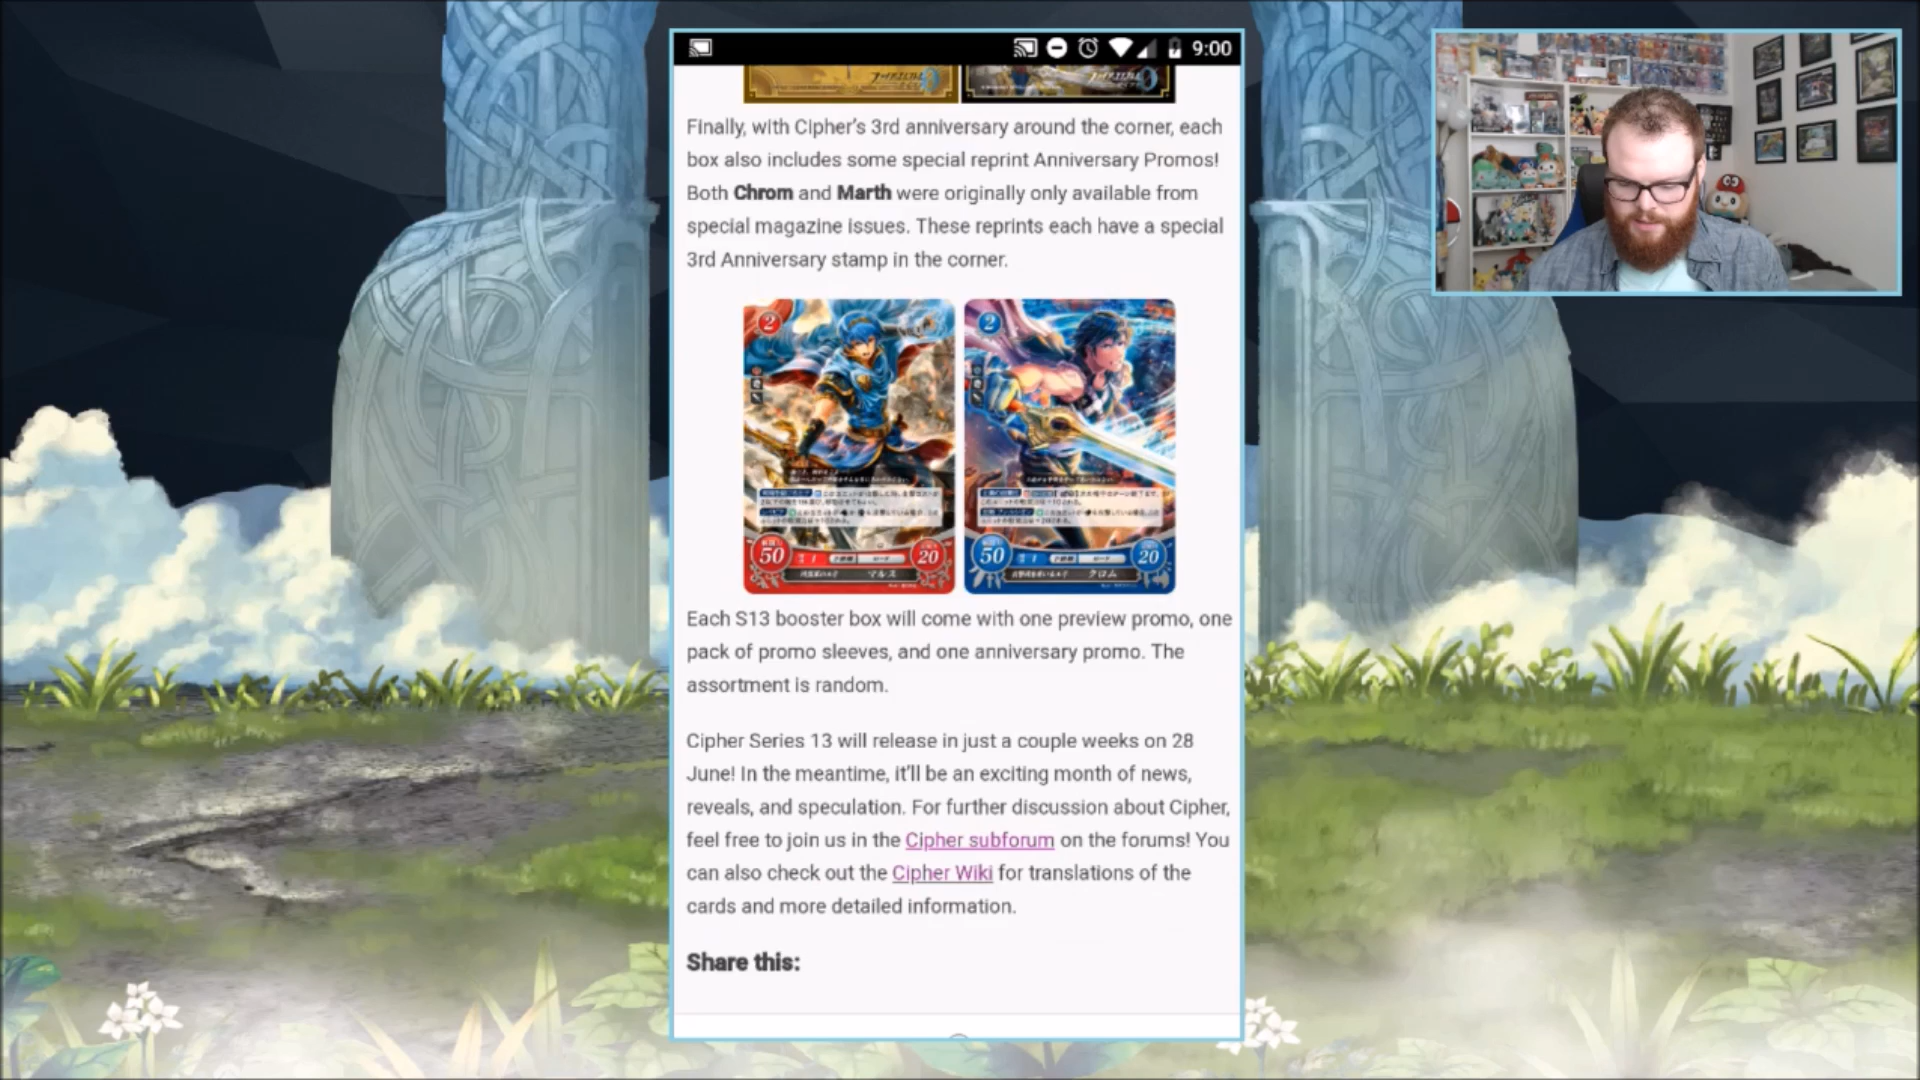 9:00
Finally, with Cipher's 3rd anniversary around the corner, each
box also includes some special reprint Anniversary Promos!
Both Chrom and Marth were originally only available from
special magazine issues. These reprints each have a special
3rd Anniversary stamp in the corner.
2
2
50
20
マルス
50
20
クロム
Each S13 booster box will come with one preview promo, one
pack of promo sleeves, and one anniversary promo. The
assortment is random.
Cipher Series 13 will release in just a couple weeks on 28
June! In the meantime, it'll be an exciting month of news,
reveals, and speculation. For further discussion about Cipher,
feel free to join us in the Cipher subforum on the forums! You
can also check out the Cipher Wiki for translations of the
cards and more detailed information.
Share this: